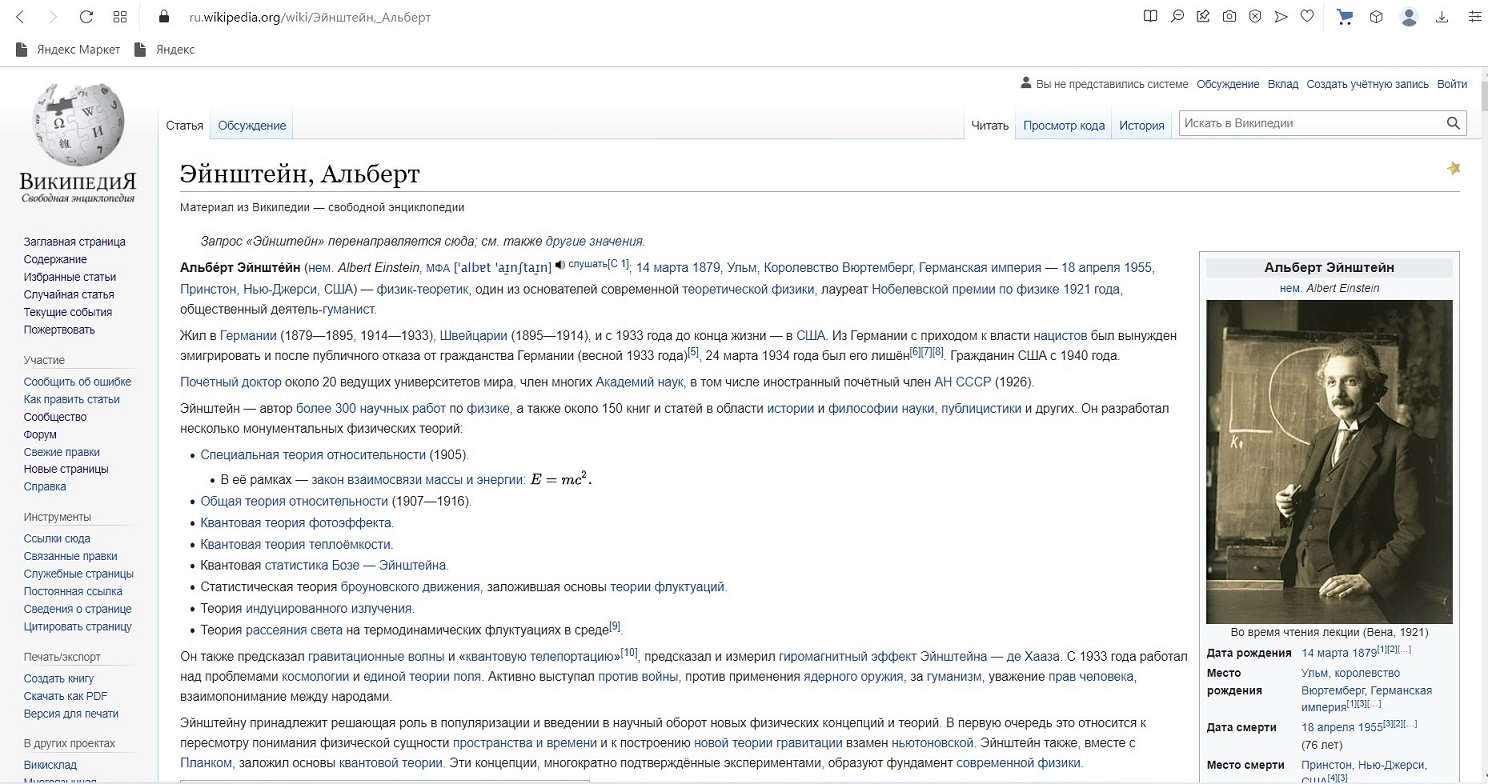 ru.wikipedia.org/wiki/Эйнштейн,_Альберт
Яндекс Маркет Яндекс
Вы не представились системе Обсуждение Вклад Создать учётную запись Войти
Статья Обсуждение Читать Просмотр кода История Искать в Википедии
ВикипедиЯ
Свободная энциклопедия
Заглавная страница
Содержание
Избранные статьи
Случайная статья
Текущие события
Пожертвовать
Участие
Сообщить об ошибке
Как править статьи
Сообщество
Форум
Свежие правки
Новые страницы
Справка
Инструменты
Ссылки сюда
Связанные правки
Служебные страницы
Постоянная ссылка
Сведения о странице
Цитировать страницу
Печать/экспорт
Создать книгу
Скачать как PDF
Версия для печати
В других проектах
Викисклад
Эйнштейн, Альберт
Материал из Википедии — свободной энциклопедии
Запрос «Эйнштейн» перенаправляется сюда; см. также другие значения.
Альбе́рт Эйнште́йн (нем. Albert Einstein, МФА [ˈalbɐt ˈaɪ̯nʃtaɪ̯n] слушать[C 1]; 14 марта 1879, Ульм, Королевство Вюртемберг, Германская империя — 18 апреля 1955,
Принстон, Нью-Джерси, США) — физик-теоретик, один из основателей современной теоретической физики, лауреат Нобелевской премии по физике 1921 года,
общественный деятель-гуманист.
Жил в Германии (1879—1895, 1914—1933), Швейцарии (1895—1914), и с 1933 года до конца жизни — в США. Из Германии с приходом к власти нацистов был вынужден
эмигрировать и после публичного отказа от гражданства Германии (весной 1933 года)[5], 24 марта 1934 года был его лишён[6][7][8]. Гражданин США с 1940 года.
Почётный доктор около 20 ведущих университетов мира, член многих Академий наук, в том числе иностранный почётный член АН СССР (1926).
Эйнштейн — автор более 300 научных работ по физике, а также около 150 книг и статей в области истории и философии науки, публицистики и других. Он разработал
несколько монументальных физических теорий:
• Специальная теория относительности (1905).
• В её рамках — закон взаимосвязи массы и энергии: E = mc².
• Общая теория относительности (1907—1916).
• Квантовая теория фотоэффекта.
• Квантовая теория теплоёмкости.
• Квантовая статистика Бозе — Эйнштейна.
• Статистическая теория броуновского движения, заложившая основы теории флуктуаций.
• Теория индуцированного излучения.
• Теория рассеяния света на термодинамических флуктуациях в среде[9].
Он также предсказал гравитационные волны и «квантовую телепортацию»[10], предсказал и измерил гиромагнитный эффект Эйнштейна — де Хааза. С 1933 года работал
над проблемами космологии и единой теории поля. Активно выступал против войны, против применения ядерного оружия, за гуманизм, уважение прав человека,
взаимопонимание между народами.
Эйнштейну принадлежит решающая роль в популяризации и введении в научный оборот новых физических концепций и теорий. В первую очередь это относится к
пересмотру понимания физической сущности пространства и времени и к построению новой теории гравитации взамен ньютоновской. Эйнштейн также, вместе с
Планком, заложил основы квантовой теории. Эти концепции, многократно подтверждённые экспериментами, образуют фундамент современной физики.
Альберт Эйнштейн
нем. Albert Einstein
Во время чтения лекции (Вена, 1921)
Дата рождения 14 марта 1879[1][2][…]
Место рождения Ульм, королевство
Вюртемберг, Германская
империя[1][3][…]
Дата смерти 18 апреля 1955[3][2][…]
(76 лет)
Место смерти Принстон, Нью-Джерси,
США[4][3]